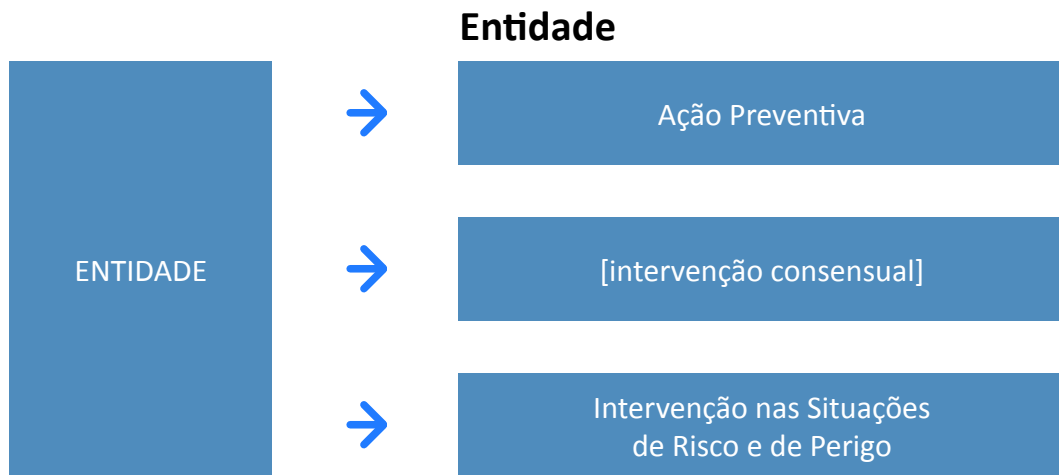 Entidade
ENTIDADE
Ação Preventiva
[intervenção consensual]
Intervenção nas Situações
de Risco e de Perigo